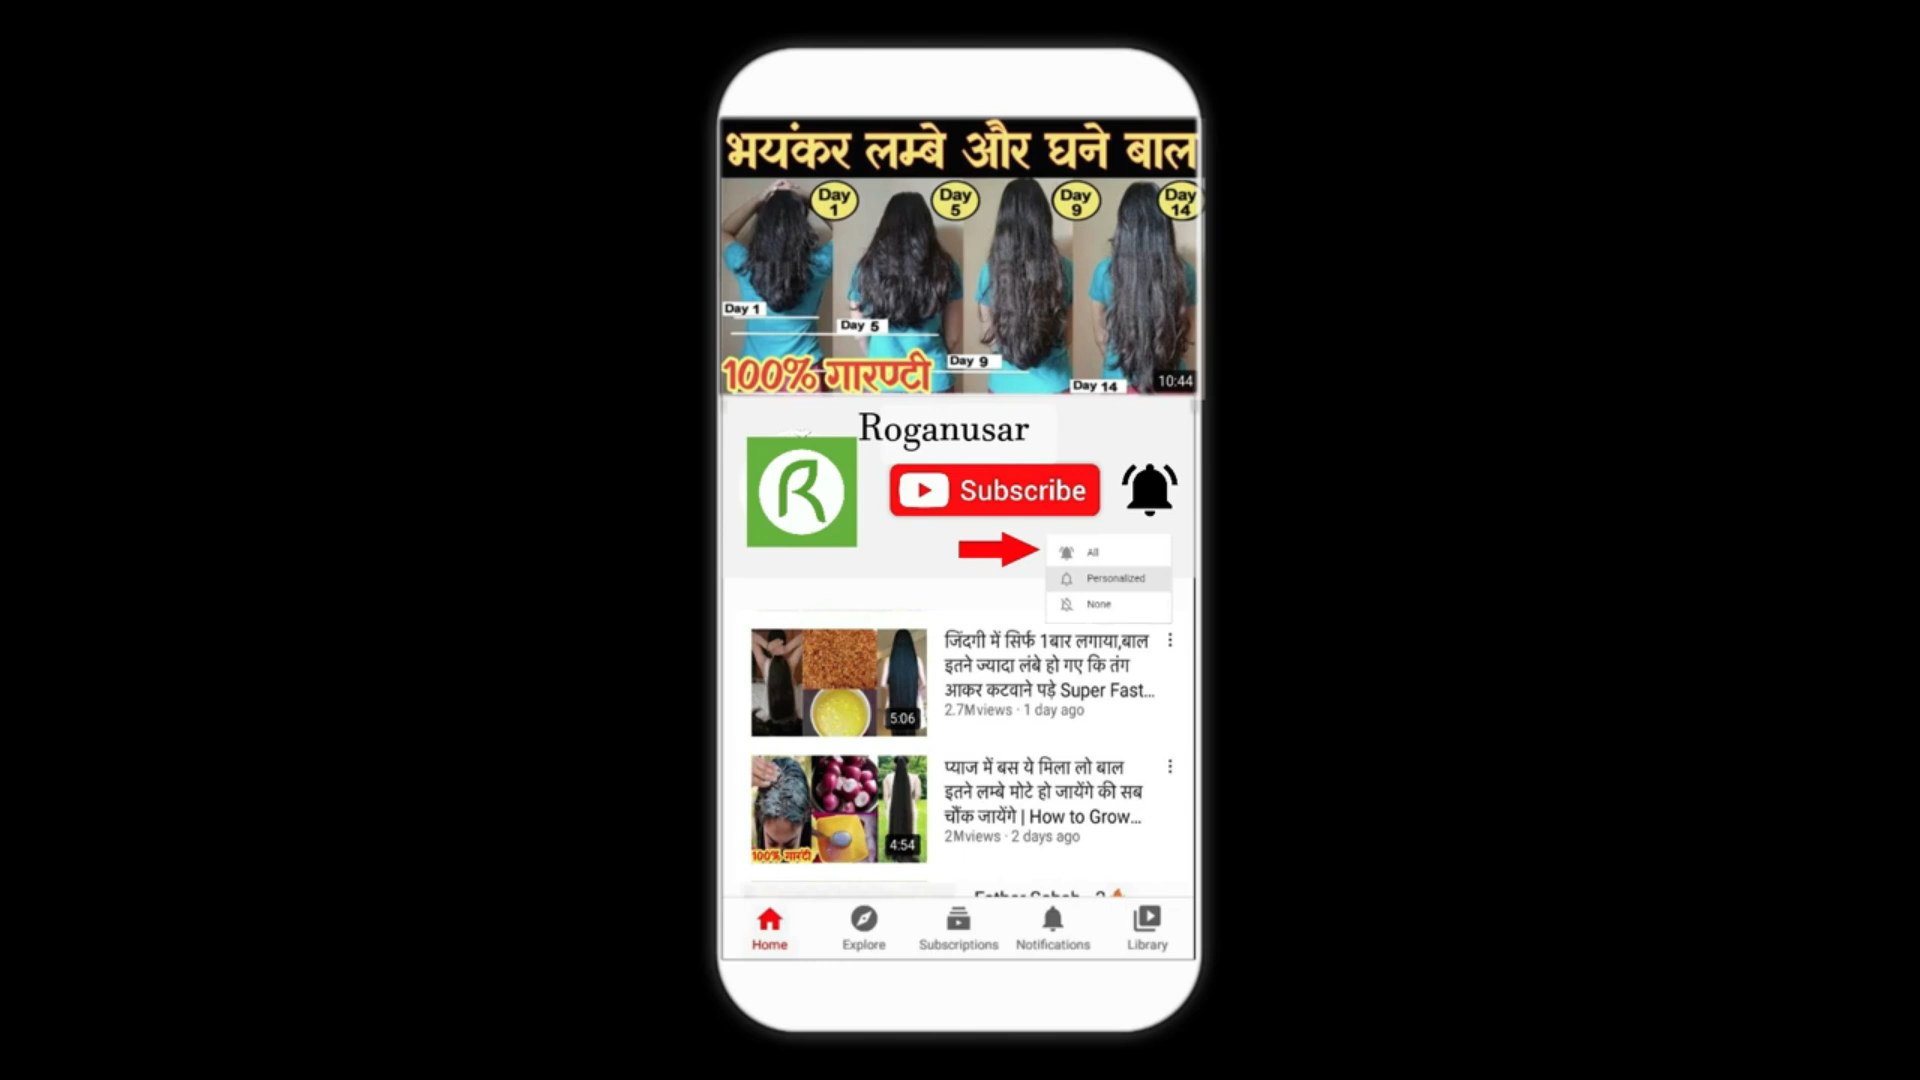 भयंकर लम्बे और घने बाल
Day 1
Day 5
Day 9
Day 14
Day 1
Day 5
Day 9
Day 14
100% गारण्टी
10:44
Roganusar
R
Subscribe
All
Personalized
None
जिंदगी में सिर्फ 1बार लगाया,बाल
इतने ज्यादा लंबे हो गए कि तंग
आकर कटवाने पड़े Super Fast...
2.7Mviews · 1 day ago
5:06
प्याज में बस ये मिला लो बाल
इतने लम्बे मोटे हो जायेंगे की सब
चौंक जायेंगे | How to Grow...
2Mviews · 2 days ago
4:54
100% गारंटी
Home
Explore
Subscriptions
Notifications
Library